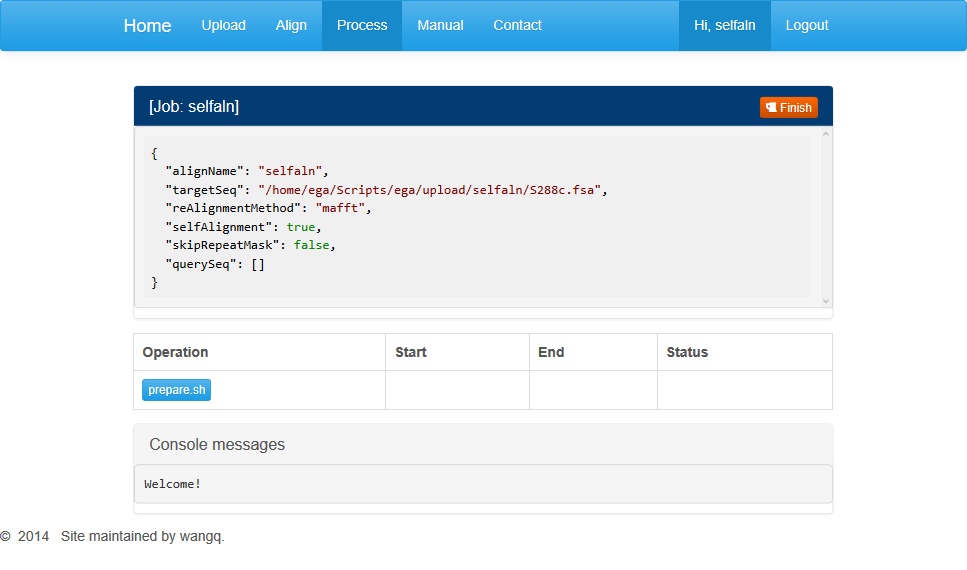 Home Upload Align Process Manual Contact Hi, selfaln Logout
[Job: selfaln] Finish
{
"alignName": "selfaln",
"targetSeq": "/home/ega/Scripts/ega/upload/selfaln/S288c.fsa",
"reAlignmentMethod": "mafft",
"selfAlignment": true,
"skipRepeatMask": false,
"querySeq": []
}
Operation Start End Status
prepare.sh
Console messages
Welcome!
© 2014 Site maintained by wangq.